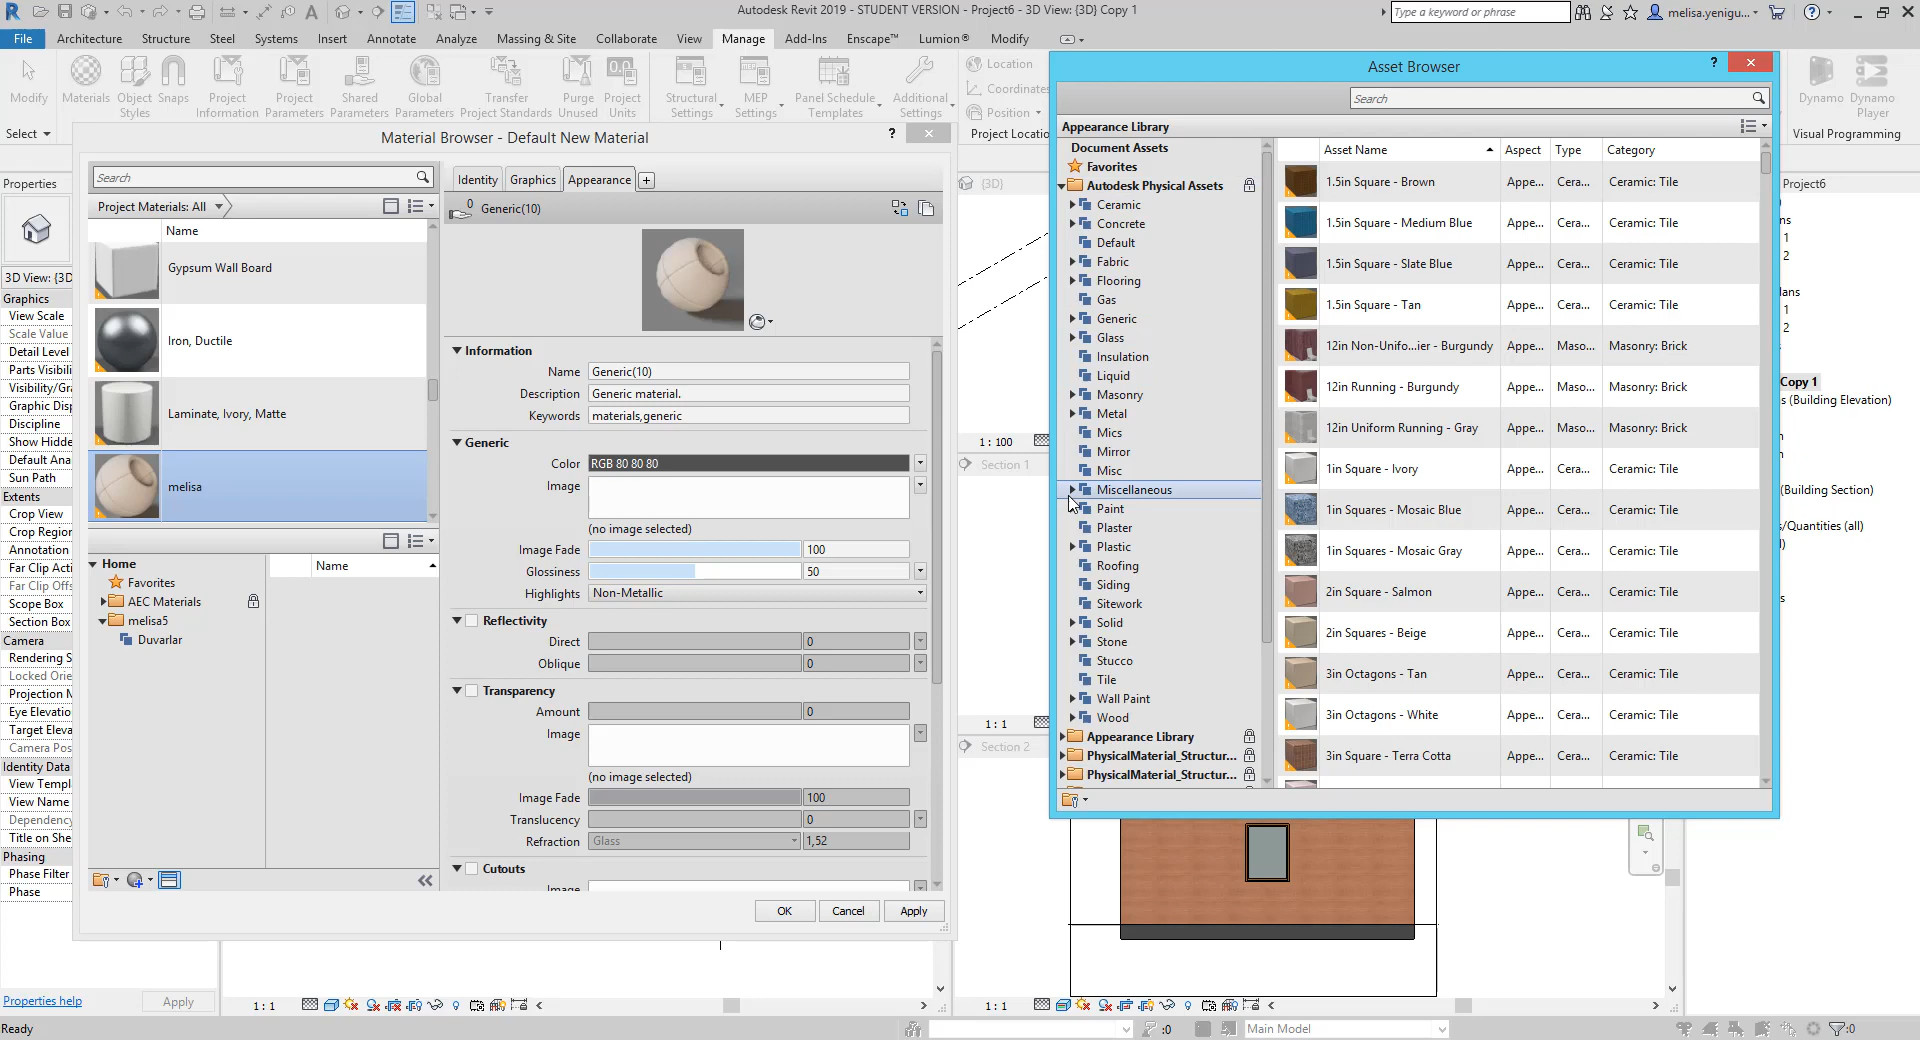 Autodesk Revit 2019 - STUDENT VERSION - Project6 - 3D View: {3D} Copy 1
Type a keyword or phrase
melisa.yenigu...
File Architecture Structure Steel Systems Insert Annotate Analyze Massing & Site Collaborate View Manage Add-Ins Enscape™ Lumion® Modify
Modify
Materials
Object Styles
Snaps
Project Information
Project Parameters
Shared Parameters
Global Parameters
Transfer Project Standards
Purge Unused
Project Units
Structural Settings
MEP Settings
Panel Schedule Templates
Additional Settings
Location
Coordinates
Position
Dynamo
Dynamo Player
Select
Project Locatio
Visual Programming
Properties
3D View: {3D
Graphics
View Scale
Scale Value
Detail Level
Parts Visibili
Visibility/Gra
Graphic Disp
Discipline
Show Hidde
Default Ana
Sun Path
Extents
Crop View
Crop Region
Annotation
Far Clip Acti
Far Clip Offs
Scope Box
Section Box
Camera
Rendering S
Locked Orie
Projection M
Eye Elevatio
Target Eleva
Camera Pos
Identity Data
View Templ
View Name
Dependency
Title on She
Phasing
Phase Filter
Phase
Properties help
Apply
Material Browser - Default New Material
?
Search
Project Materials: All
Name
Gypsum Wall Board
Iron, Ductile
Laminate, Ivory, Matte
melisa
Home
Favorites
AEC Materials
melisa5
Duvarlar
Name
Identity Graphics Appearance +
0
Generic(10)
Information
Name Generic(10)
Description Generic material.
Keywords materials,generic
Generic
Color RGB 80 80 80
Image
(no image selected)
Image Fade 100
Glossiness 50
Highlights Non-Metallic
Reflectivity
Direct 0
Oblique 0
Transparency
Amount 0
Image
(no image selected)
Image Fade 100
Translucency 0
Refraction Glass 1,52
Cutouts
Image
OK Cancel Apply
{3D}
1 : 100
Section 1
1 : 1
Section 2
Asset Browser
?
Search
Appearance Library
Document Assets
Favorites
Autodesk Physical Assets
Ceramic
Concrete
Default
Fabric
Flooring
Gas
Generic
Glass
Insulation
Liquid
Masonry
Metal
Mics
Mirror
Misc
Miscellaneous
Paint
Plaster
Plastic
Roofing
Siding
Sitework
Solid
Stone
Stucco
Tile
Wall Paint
Wood
Appearance Library
PhysicalMaterial_Structur...
PhysicalMaterial_Structur...
Asset Name Aspect Type Category
1.5in Square - Brown Appe... Cera... Ceramic: Tile
1.5in Square - Medium Blue Appe... Cera... Ceramic: Tile
1.5in Square - Slate Blue Appe... Cera... Ceramic: Tile
1.5in Square - Tan Appe... Cera... Ceramic: Tile
12in Non-Unifo...ier - Burgundy Appe... Maso... Masonry: Brick
12in Running - Burgundy Appe... Maso... Masonry: Brick
12in Uniform Running - Gray Appe... Maso... Masonry: Brick
1in Square - Ivory Appe... Cera... Ceramic: Tile
1in Squares - Mosaic Blue Appe... Cera... Ceramic: Tile
1in Squares - Mosaic Gray Appe... Cera... Ceramic: Tile
2in Square - Salmon Appe... Cera... Ceramic: Tile
2in Squares - Beige Appe... Cera... Ceramic: Tile
3in Octagons - Tan Appe... Cera... Ceramic: Tile
3in Octagons - White Appe... Cera... Ceramic: Tile
3in Square - Terra Cotta Appe... Cera... Ceramic: Tile
Project6
ns
1
2
lans
1
2
Copy 1
s (Building Elevation)
(Building Section)
s/Quantities (all)
1 : 1
1 : 1
Ready
:0
Main Model
:0